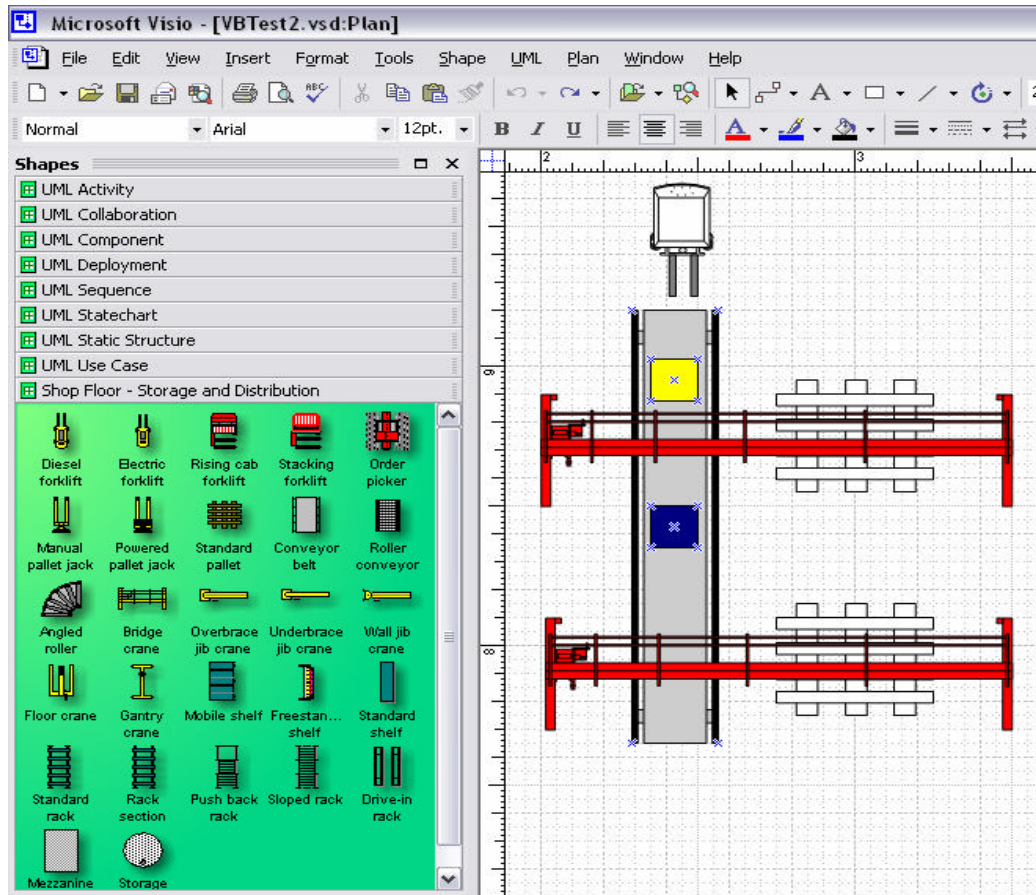 Microsoft Visio - [VBTest2.vsd:Plan]
File Edit View Insert Format Tools Shape UML Plan Window Help
ABC
A
2
Normal Arial 12pt. B I U A
Shapes
2 3
UML Activity
UML Collaboration
UML Component
UML Deployment
UML Sequence
UML Statechart
UML Static Structure
UML Use Case
Shop Floor - Storage and Distribution
9
8
Diesel forklift
Electric forklift
Rising cab forklift
Stacking forklift
Order picker
Manual pallet jack
Powered pallet jack
Standard pallet
Conveyor belt
Roller conveyor
Angled roller
Bridge crane
Overbrace jib crane
Underbrace jib crane
Wall jib crane
Floor crane
Gantry crane
Mobile shelf
Freestan... shelf
Standard shelf
Standard rack
Rack section
Push back rack
Sloped rack
Drive-in rack
Mezzanine
Storage